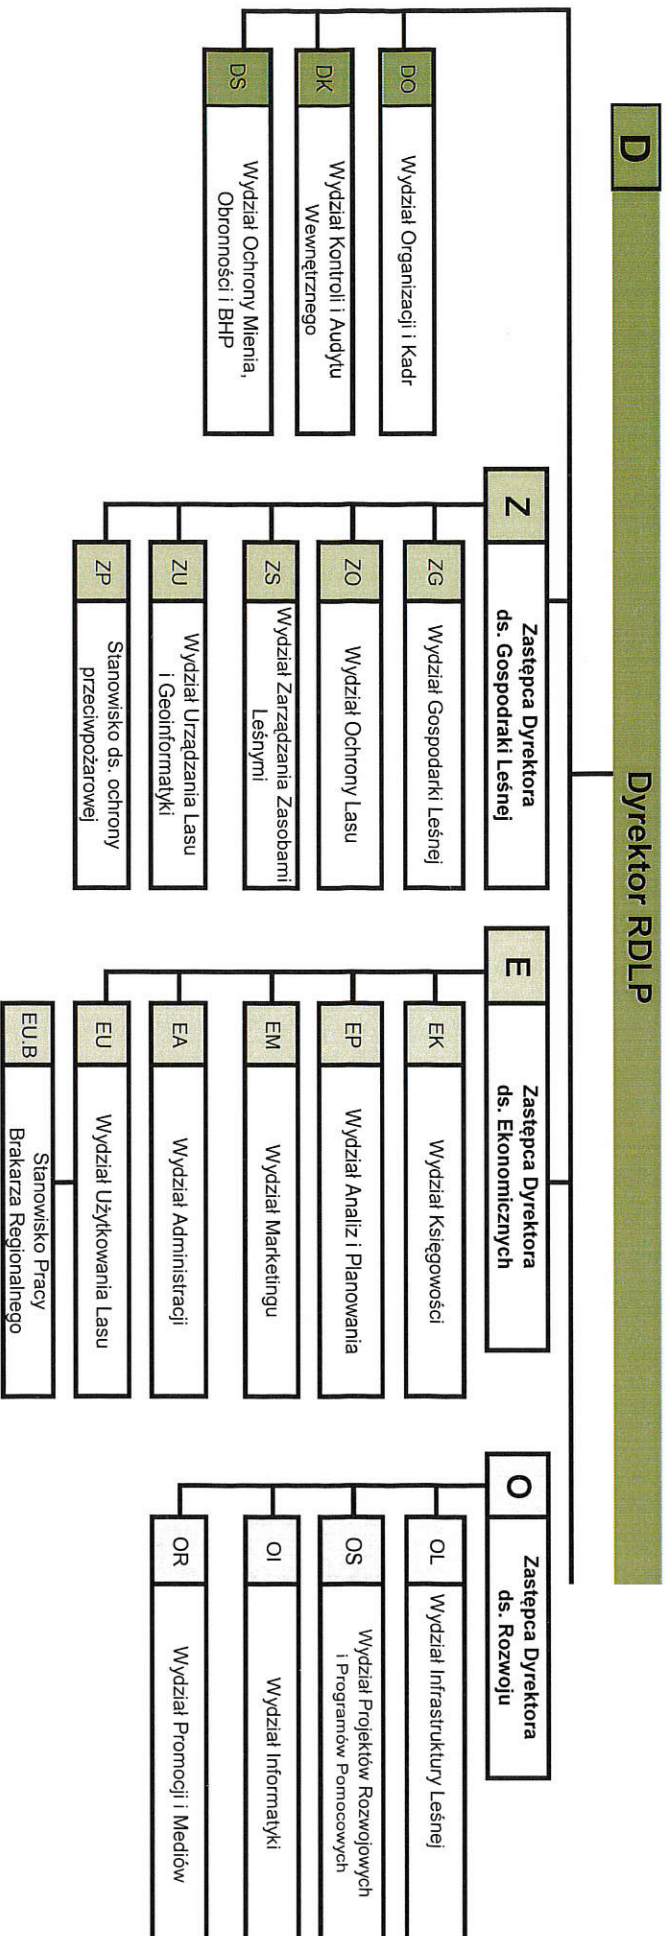 D
Dyrektor RDLP
DO
Wydział Organizacji i Kadr
DK
Wydział Kontroli i Audytu
Wewnętrznego
DS
Wydział Ochrony Mienia,
Obronności i BHP
Z
Zastępca Dyrektora
ds. Gospodraki Leśnej
ZG
Wydział Gospodarki Leśnej
ZO
Wydział Ochrony Lasu
ZS
Wydział Zarządzania Zasobami
Leśnymi
ZU
Wydział Urządzania Lasu
i Geoinformatyki
ZP
Stanowisko ds. ochrony
przeciwpożarowej
E
Zastępca Dyrektora
ds. Ekonomicznych
EK
Wydział Księgowości
EP
Wydział Analiz i Planowania
EM
Wydział Marketingu
EA
Wydział Administracji
EU
Wydział Użytkowania Lasu
EU.B
Stanowisko Pracy
Brakarza Regionalnego
O
Zastępca Dyrektora
ds. Rozwoju
OL
Wydział Infrastruktury Leśnej
OS
Wydział Projektów Rozwojowych
i Programów Pomocowych
OI
Wydział Informatyki
OR
Wydział Promocji i Mediów